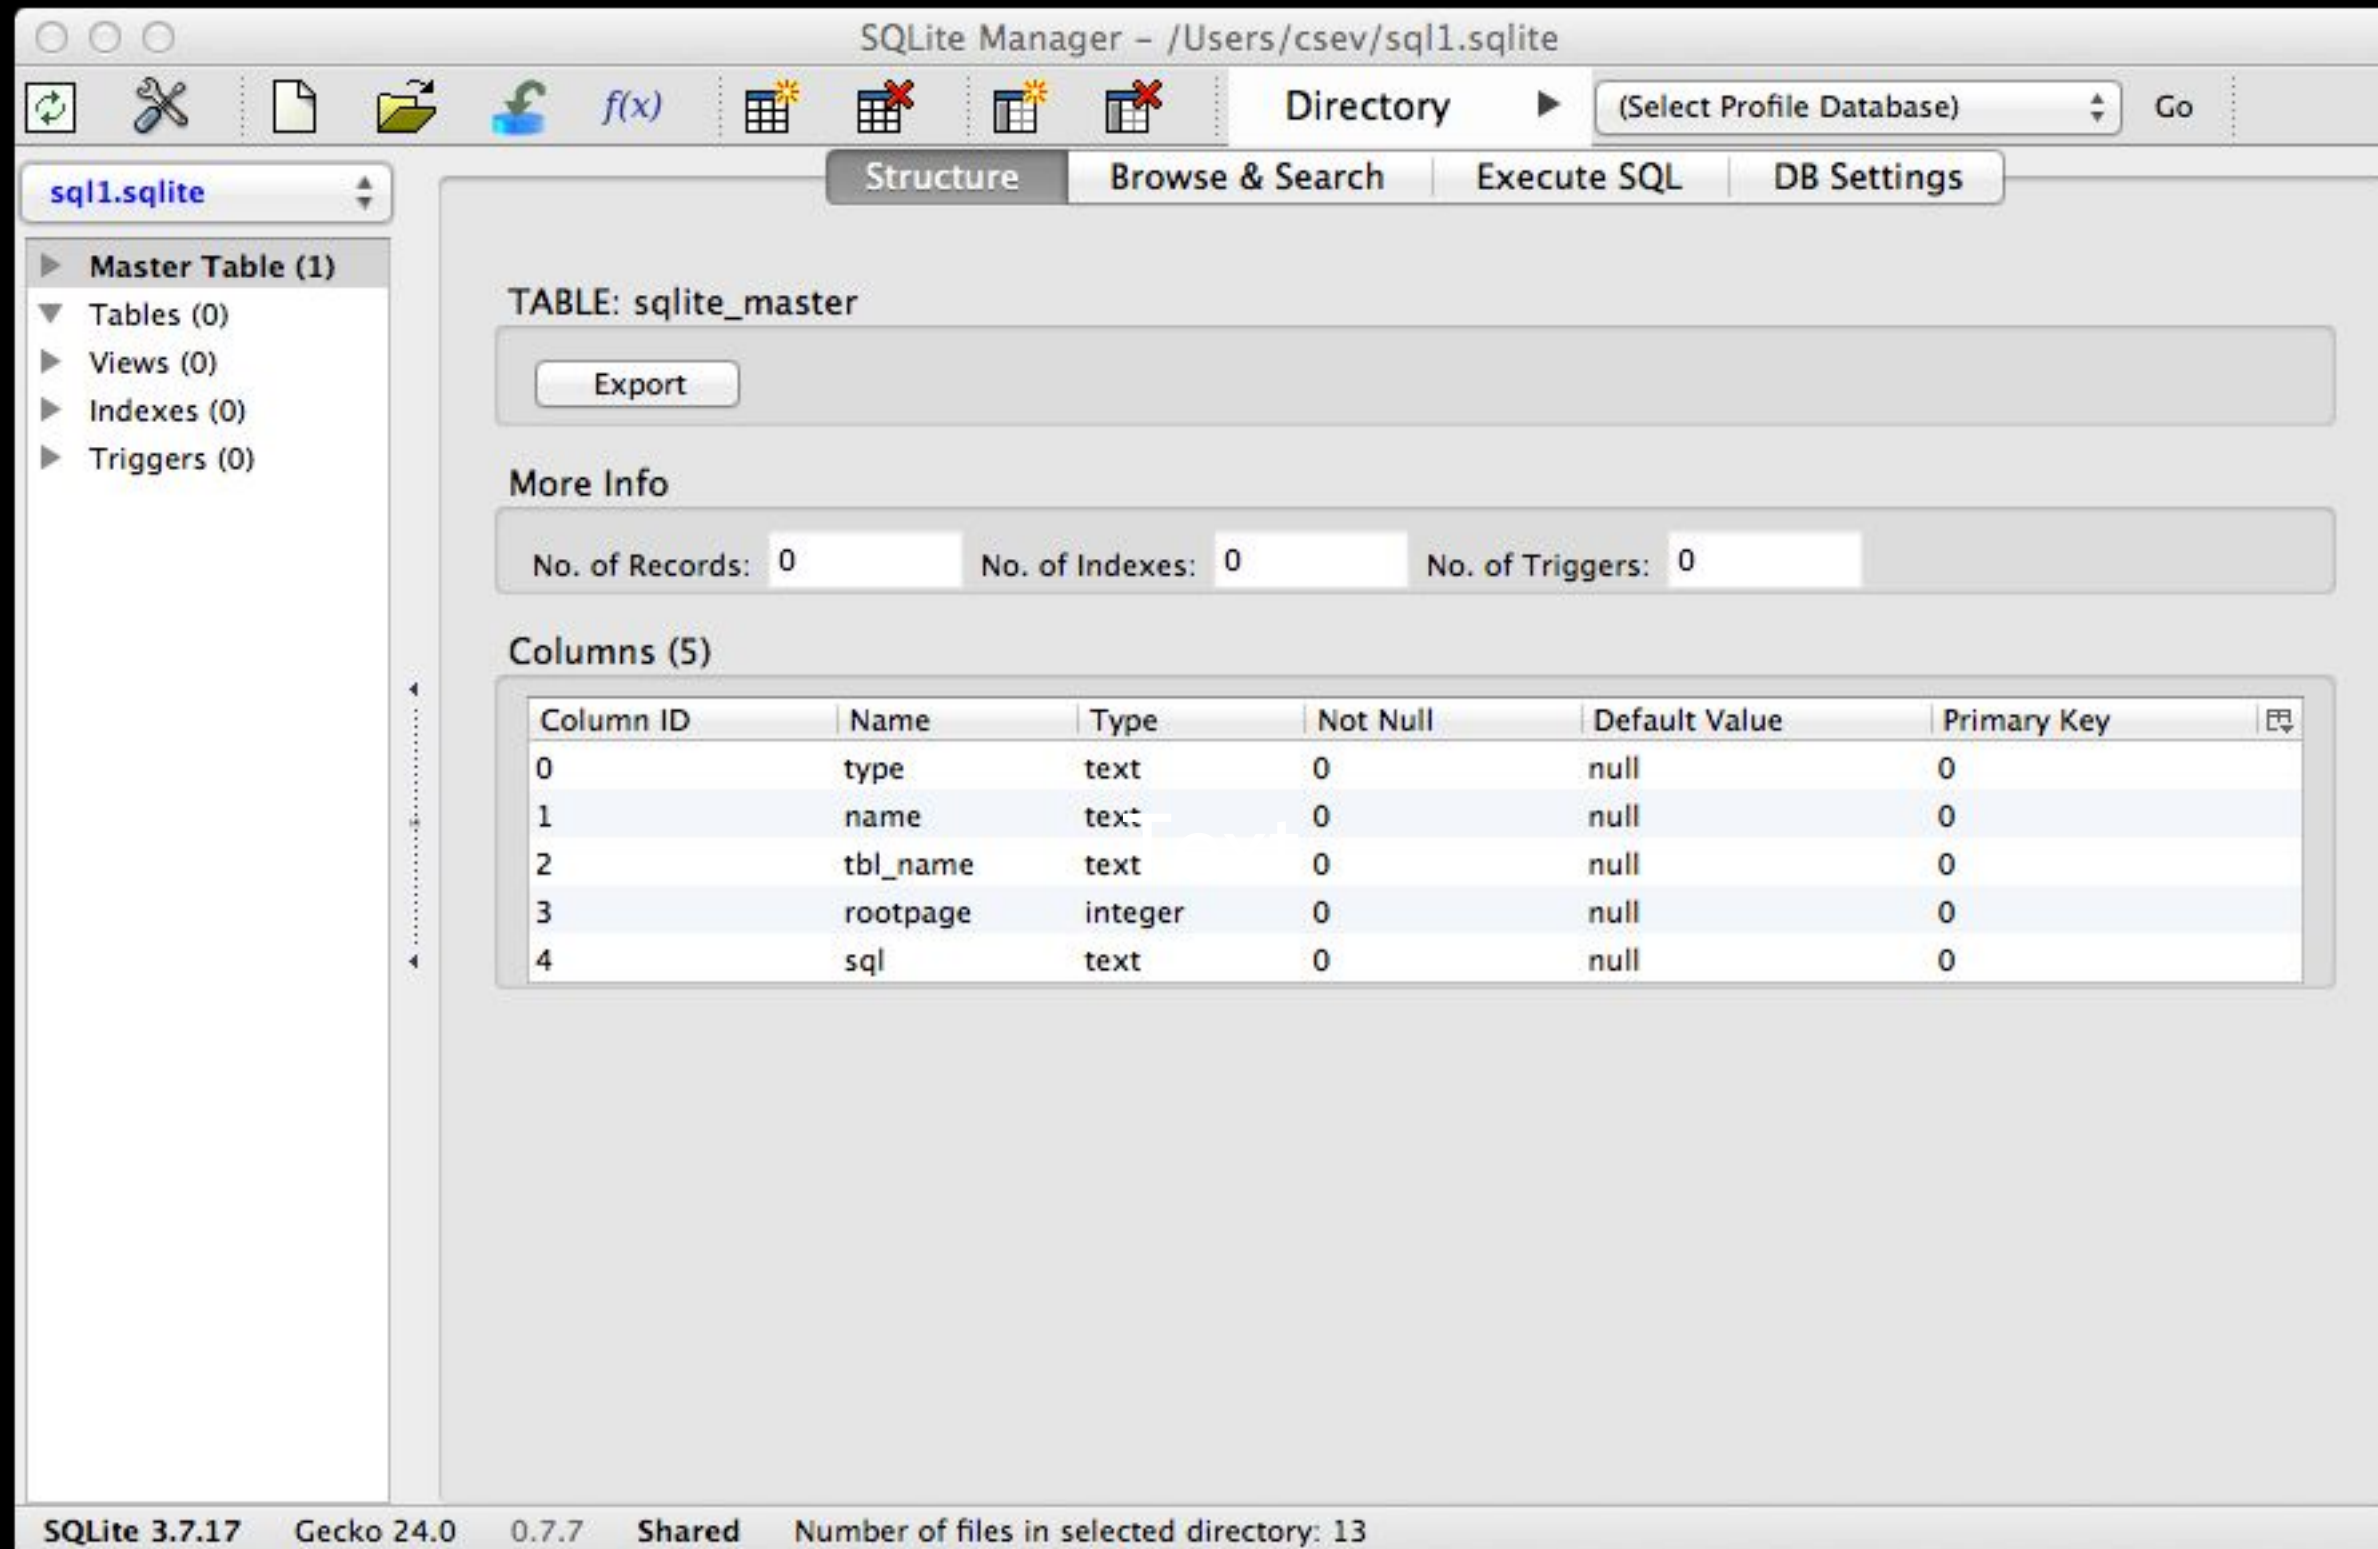 SQLite Manager – /Users/csev/sql1.sqlite
f(x) Directory (Select Profile Database) Go
sql1.sqlite
Structure Browse & Search Execute SQL DB Settings
Master Table (1)
Tables (0)
Views (0)
Indexes (0)
Triggers (0)
TABLE: sqlite_master
Export
More Info
No. of Records: 0 No. of Indexes: 0 No. of Triggers: 0
Columns (5)
Column ID Name Type Not Null Default Value Primary Key
0 type text 0 null 0
1 name text 0 null 0
2 tbl_name text 0 null 0
3 rootpage integer 0 null 0
4 sql text 0 null 0
Text
SQLite 3.7.17 Gecko 24.0 0.7.7 Shared Number of files in selected directory: 13